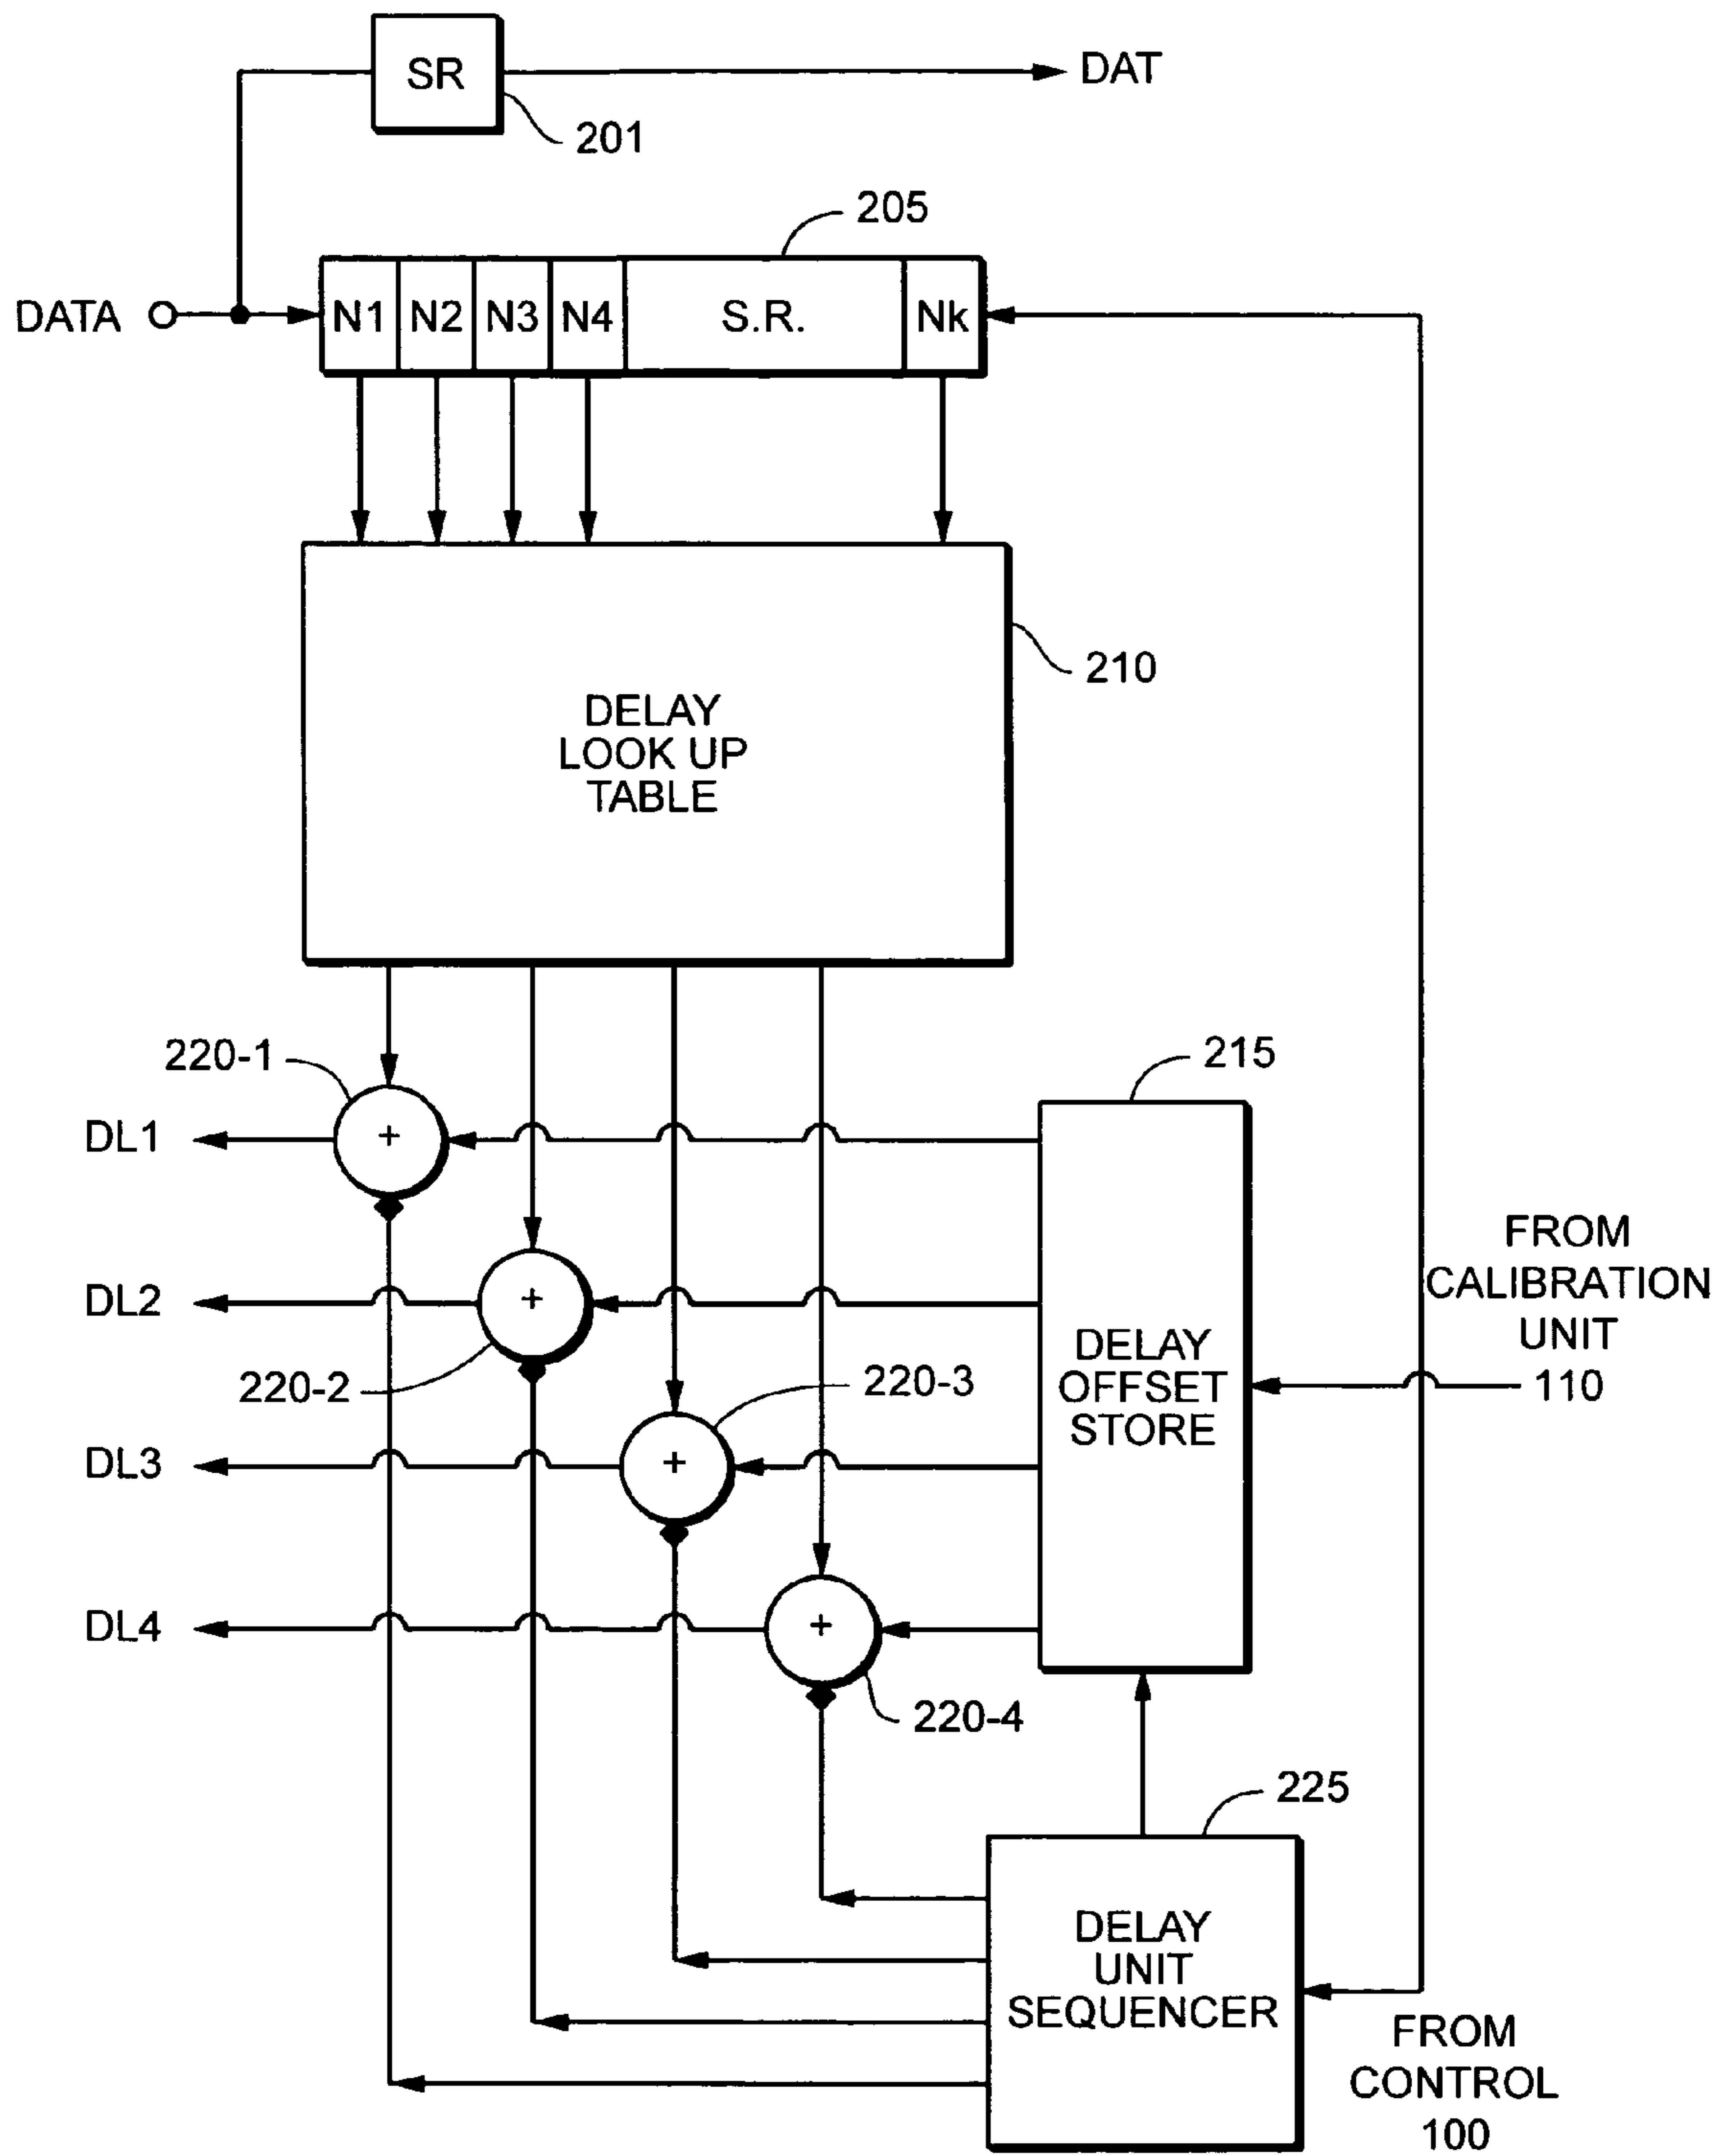 SR
DAT
201
205
DATA
N1 N2 N3 N4 S.R. Nk
210
DELAY
LOOK UP
TABLE
220-1
215
DL1
+
FROM
CALIBRATION
UNIT
110
DL2
+
220-2
DELAY
OFFSET
STORE
220-3
DL3
+
DL4
+
220-4
225
DELAY
UNIT
SEQUENCER
FROM
CONTROL
100